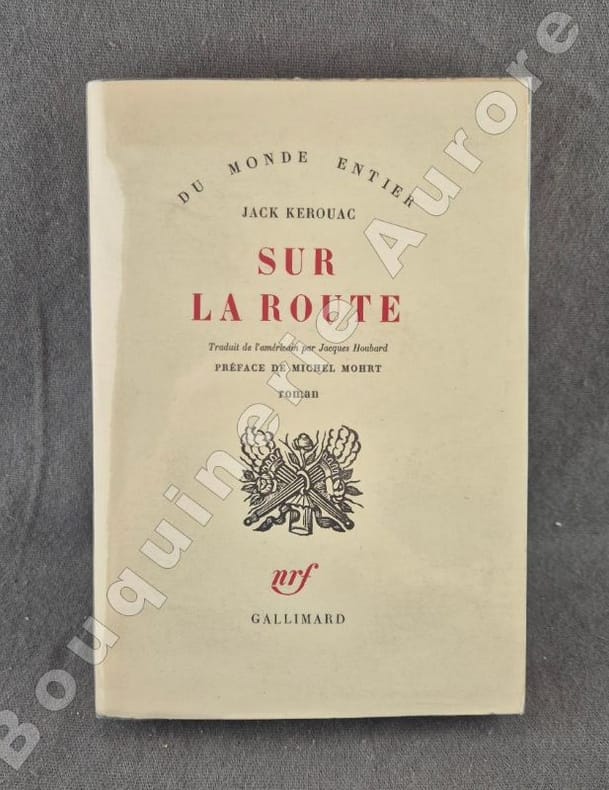 DU MONDE ENTIER
JACK KEROUAC
SUR
LA ROUTE
Traduit de l'américain par Jacques Houbard
PRÉFACE DE MICHEL MOHRT
roman
nrf
GALLIMARD
Bouquinerie Aurore